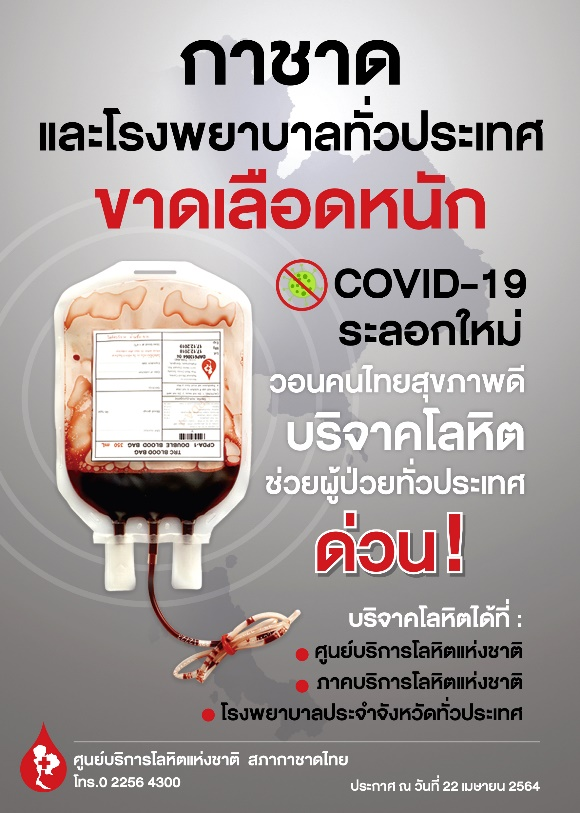 กาชาด
และโรงพยาบาลทั่วประเทศ
ขาดเลือดหนัก
COVID-19
ระลอกใหม่
วอนคนไทยสุขภาพดี
บริจาคโลหิต
ช่วยผู้ป่วยทั่วประเทศ
ด่วน!
17.12.2018
17.12.2019
CPDA-1 DOUBLE BLOOD BAG 350 mL
TRC BLOOD BAG
บริจาคโลหิตได้ที่ :
ศูนย์บริการโลหิตแห่งชาติ
ภาคบริการโลหิตแห่งชาติ
โรงพยาบาลประจำจังหวัดทั่วประเทศ
ศูนย์บริการโลหิตแห่งชาติ สภากาชาดไทย
โทร.0 2256 4300
ประกาศ ณ วันที่ 22 เมษายน 2564